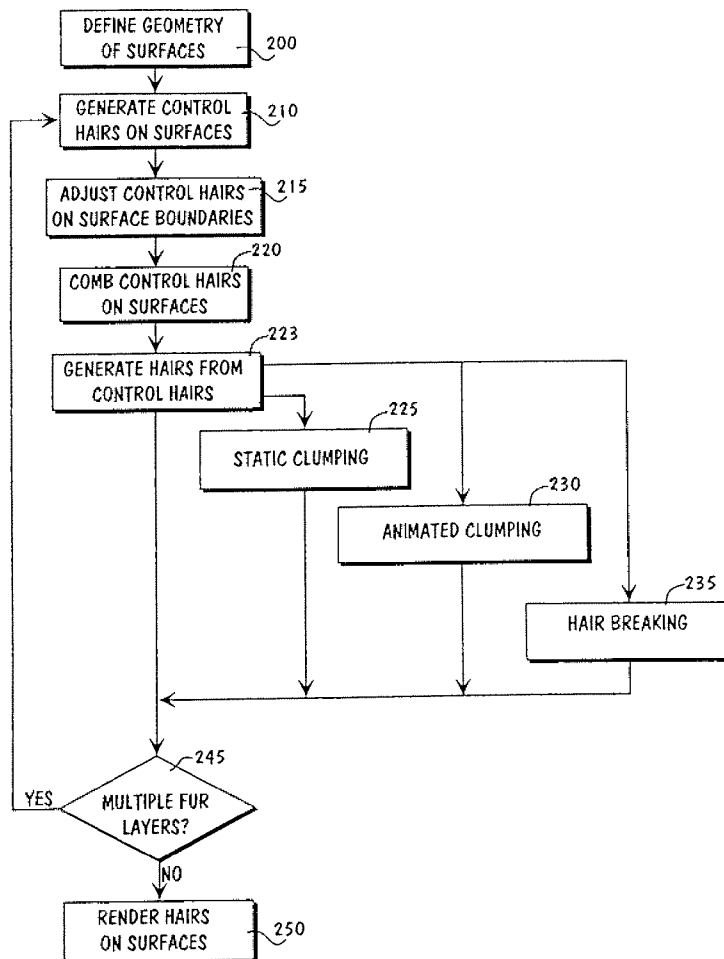 DEFINE GEOMETRY
OF SURFACES
200
GENERATE CONTROL
HAIRS ON SURFACES
210
ADJUST CONTROL HAIRS
ON SURFACE BOUNDARIES
215
COMB CONTROL HAIRS
ON SURFACES
220
GENERATE HAIRS FROM
CONTROL HAIRS
223
STATIC CLUMPING
225
ANIMATED CLUMPING
230
HAIR BREAKING
235
MULTIPLE FUR
LAYERS?
245
YES
NO
RENDER HAIRS
ON SURFACES
250